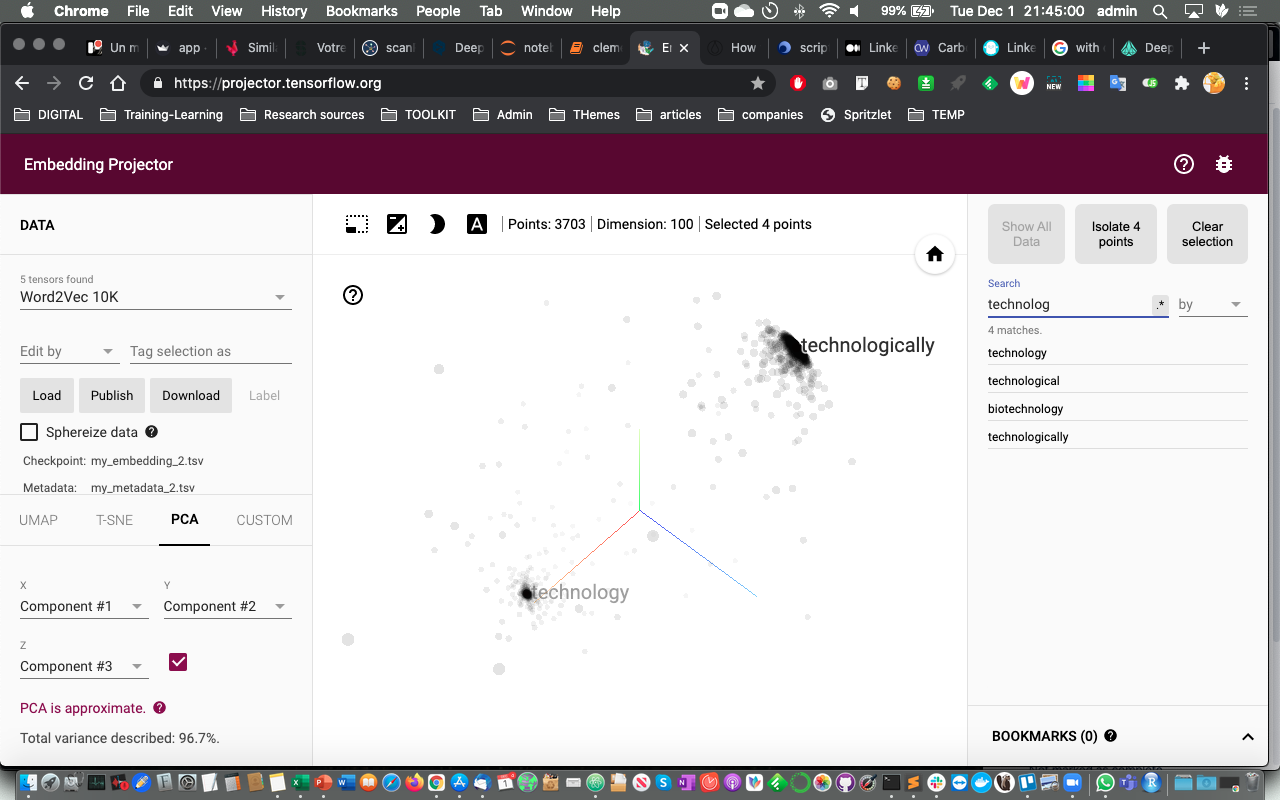 Chrome File Edit View History Bookmarks People Tab Window Help 99% Tue Dec 1 21:45:00 admin
Un m app Simila Votre scanl Deep noteb cleme Er How scrip Linke Carb Linke with Deep
https://projector.tensorflow.org
DIGITAL Training-Learning Research sources TOOLKIT Admin THemes articles companies Spritzlet TEMP
Embedding Projector
DATA
Points: 3703 Dimension: 100 Selected 4 points
Show All Data
Isolate 4 points
Clear selection
5 tensors found
Word2Vec 10K
Edit by Tag selection as
Load Publish Download Label
Sphereize data
Checkpoint: my_embedding_2.tsv
Metadata: my_metadata_2.tsv
UMAP T-SNE PCA CUSTOM
X Y
Component #1 Component #2
Z
Component #3
PCA is approximate.
Total variance described: 96.7%.
technologically
technology
Search
technolog .* by
4 matches.
technology
technological
biotechnology
technologically
BOOKMARKS (0)